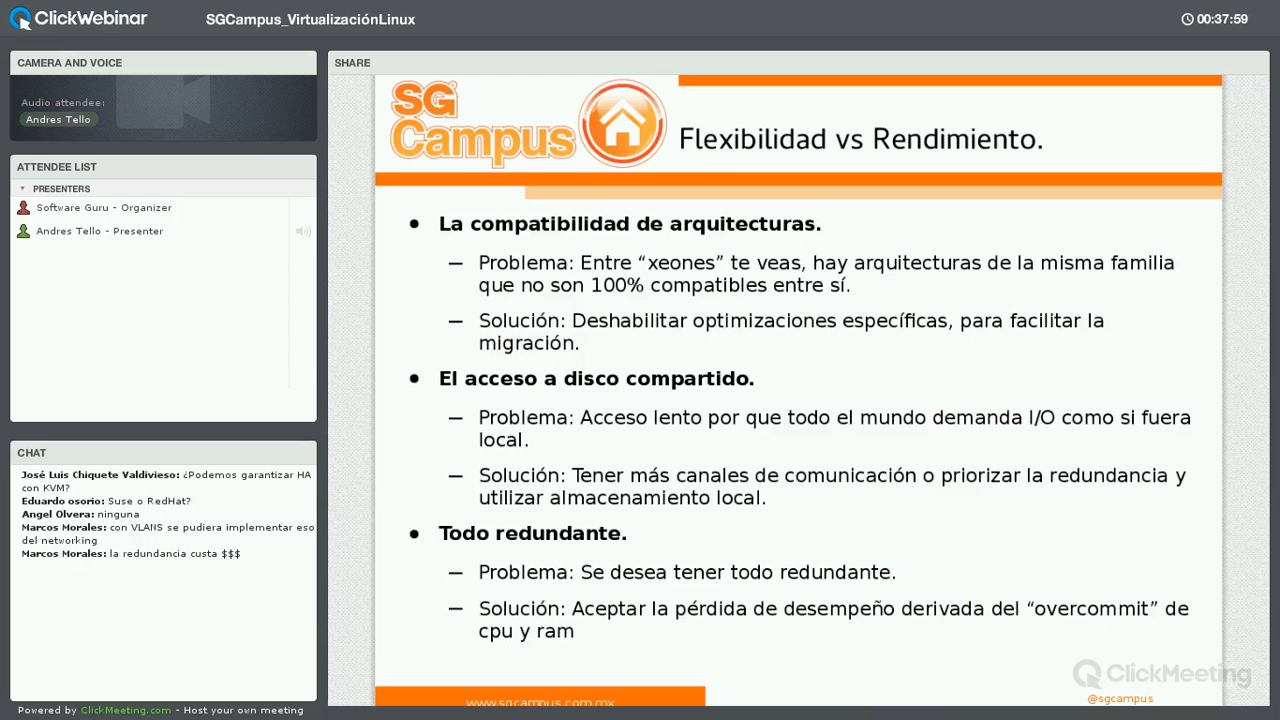 ClickWebinar
SGCampus_VirtualizaciónLinux
00:37:59
CAMERA AND VOICE
Audio attendee:
Andres Tello
ATTENDEE LIST
PRESENTERS
Software Guru - Organizer
Andres Tello - Presenter
CHAT
José Luis Chiquete Valdivieso: ¿Podemos garantizar HA
con KVM?
Eduardo osorio: Suse o RedHat?
Angel Olvera: ninguna
Marcos Morales: con VLANS se pudiera implementar eso
del networking
Marcos Morales: la redundancia custa $$$
Powered by ClickMeeting.com - Host your own meeting
SHARE
SG
Campus
Flexibilidad vs Rendimiento.
● La compatibilidad de arquitecturas.
– Problema: Entre “xeones” te veas, hay arquitecturas de la misma familia
que no son 100% compatibles entre sí.
– Solución: Deshabilitar optimizaciones específicas, para facilitar la
migración.
● El acceso a disco compartido.
– Problema: Acceso lento por que todo el mundo demanda I/O como si fuera
local.
– Solución: Tener más canales de comunicación o priorizar la redundancia y
utilizar almacenamiento local.
● Todo redundante.
– Problema: Se desea tener todo redundante.
– Solución: Aceptar la pérdida de desempeño derivada del “overcommit” de
cpu y ram
ClickMeeting
www.sgcampus.com.mx
@sgcampus